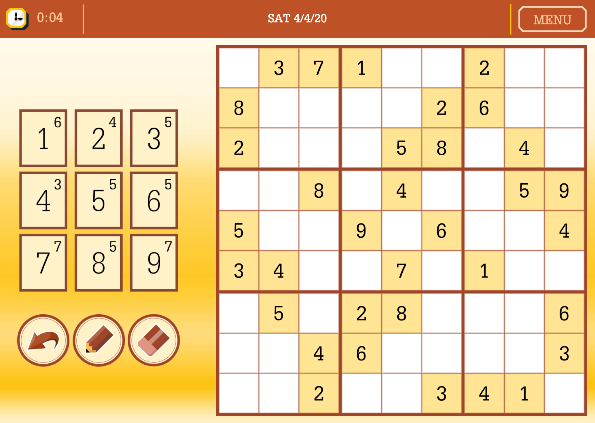 0:04
SAT 4/4/20
MENU
3 7 1 2
8 2 6
2 5 8 4
8 4 5 9
5 9 6 4
3 4 7 1
5 2 8 6
4 6 3
2 3 4 1
1 6 2 4 3 5
4 3 5 5 6 5
7 7 8 5 9 7